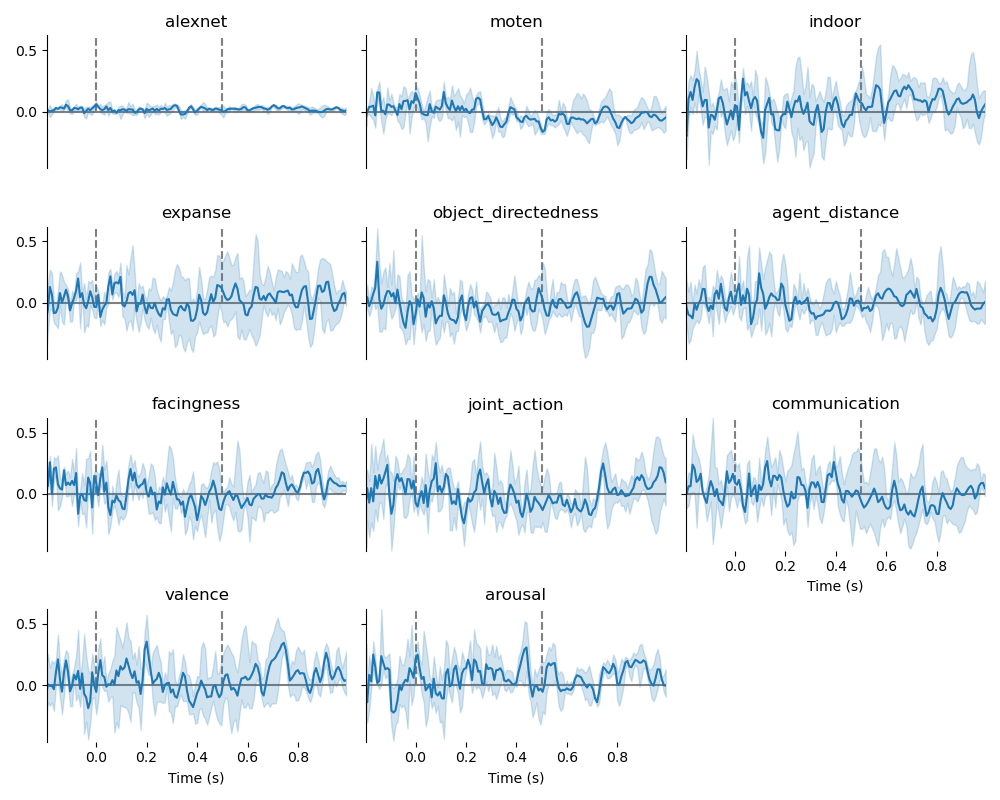 alexnet moten indoor
0.5
0.0
expanse object_directedness agent_distance
0.5
0.0
facingness joint_action communication
0.5
0.0
0.0 0.2 0.4 0.6 0.8
Time (s)
valence arousal
0.5
0.0
0.0 0.2 0.4 0.6 0.8 0.0 0.2 0.4 0.6 0.8
Time (s) Time (s)